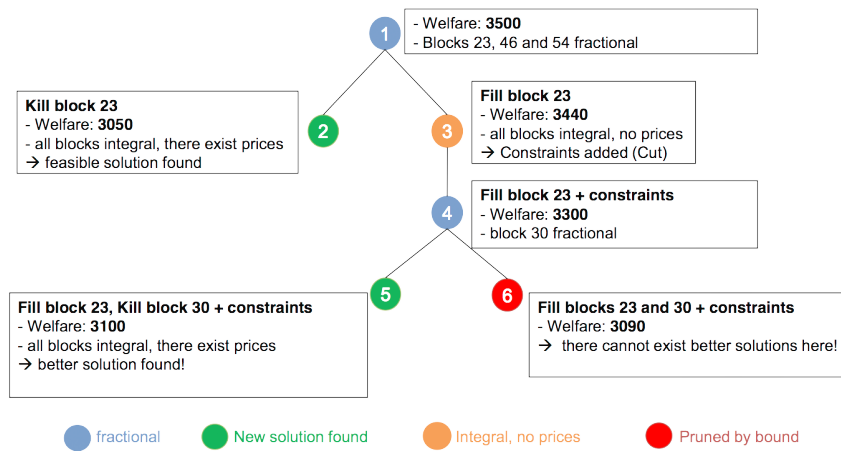 1
- Welfare: 3500
- Blocks 23, 46 and 54 fractional
Kill block 23
- Welfare: 3050
- all blocks integral, there exist prices
→ feasible solution found
2
3
Fill block 23
- Welfare: 3440
- all blocks integral, no prices
→ Constraints added (Cut)
4
Fill block 23 + constraints
- Welfare: 3300
- block 30 fractional
Fill block 23, Kill block 30 + constraints
- Welfare: 3100
- all blocks integral, there exist prices
→ better solution found!
5
6
Fill blocks 23 and 30 + constraints
- Welfare: 3090
→ there cannot exist better solutions here!
fractional
New solution found
Integral, no prices
Pruned by bound